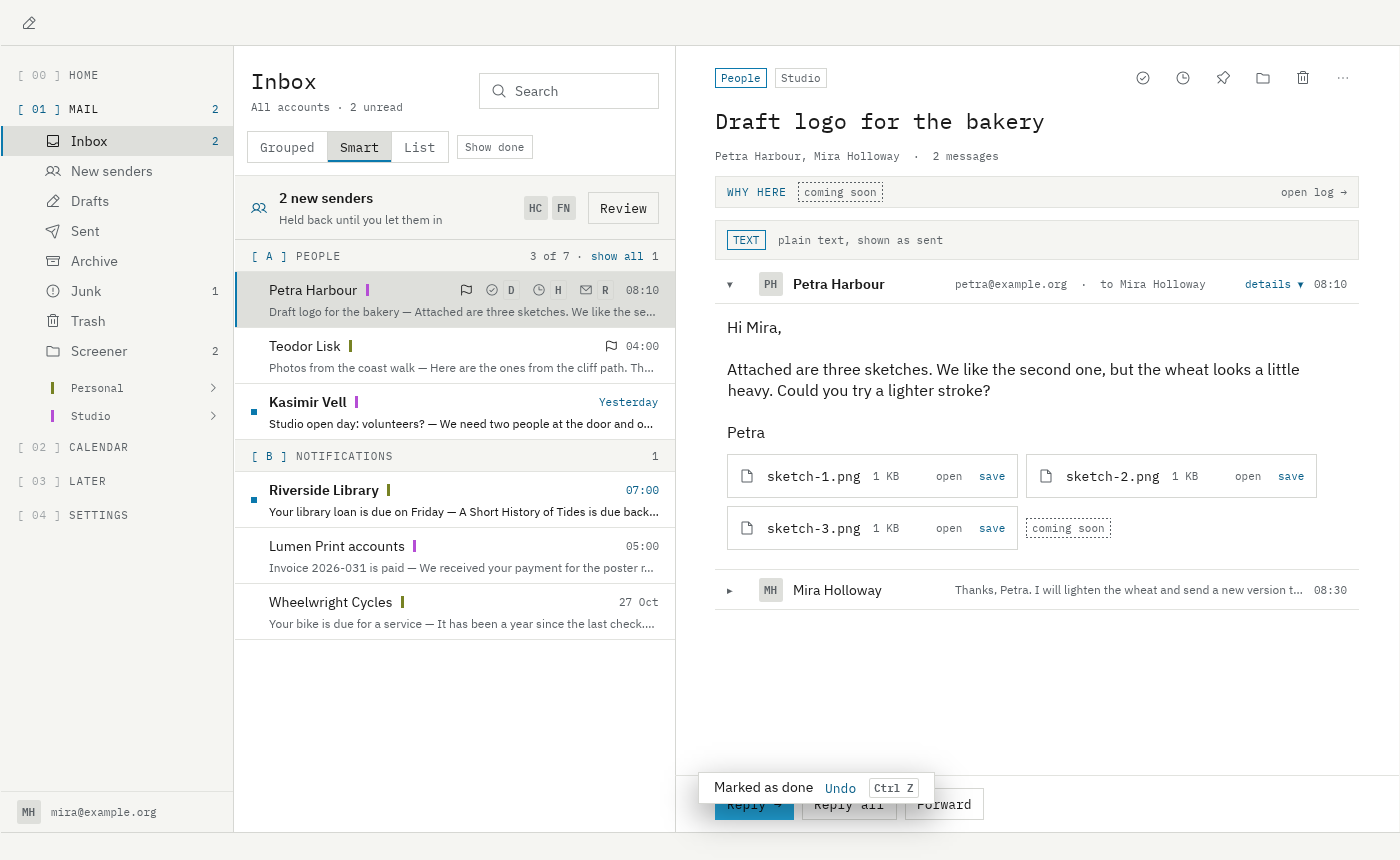 [ 00 ] HOME
[ 01 ] MAIL 2
Inbox 2
New senders
Drafts
Sent
Archive
Junk 1
Trash
Screener 2
Personal
Studio
[ 02 ] CALENDAR
[ 03 ] LATER
[ 04 ] SETTINGS
MH mira@example.org
Inbox
All accounts · 2 unread
Search
Grouped Smart List Show done
2 new senders
Held back until you let them in
HC FN Review
[ A ] PEOPLE 3 of 7 · show all 1
Petra Harbour D H R 08:10
Draft logo for the bakery — Attached are three sketches. We like the se…
Teodor Lisk 04:00
Photos from the coast walk — Here are the ones from the cliff path. Th…
Kasimir Vell Yesterday
Studio open day: volunteers? — We need two people at the door and o…
[ B ] NOTIFICATIONS 1
Riverside Library 07:00
Your library loan is due on Friday — A Short History of Tides is due back…
Lumen Print accounts 05:00
Invoice 2026-031 is paid — We received your payment for the poster r…
Wheelwright Cycles 27 Oct
Your bike is due for a service — It has been a year since the last check.…
People Studio
Draft logo for the bakery
Petra Harbour, Mira Holloway · 2 messages
WHY HERE coming soon open log →
TEXT plain text, shown as sent
▾ PH Petra Harbour petra@example.org · to Mira Holloway details ▾ 08:10
Hi Mira,
Attached are three sketches. We like the second one, but the wheat looks a little
heavy. Could you try a lighter stroke?
Petra
sketch-1.png 1 KB open save
sketch-2.png 1 KB open save
sketch-3.png 1 KB open save
coming soon
▸ MH Mira Holloway Thanks, Petra. I will lighten the wheat and send a new version t… 08:30
Marked as done Undo Ctrl Z
Reply → Reply all Forward